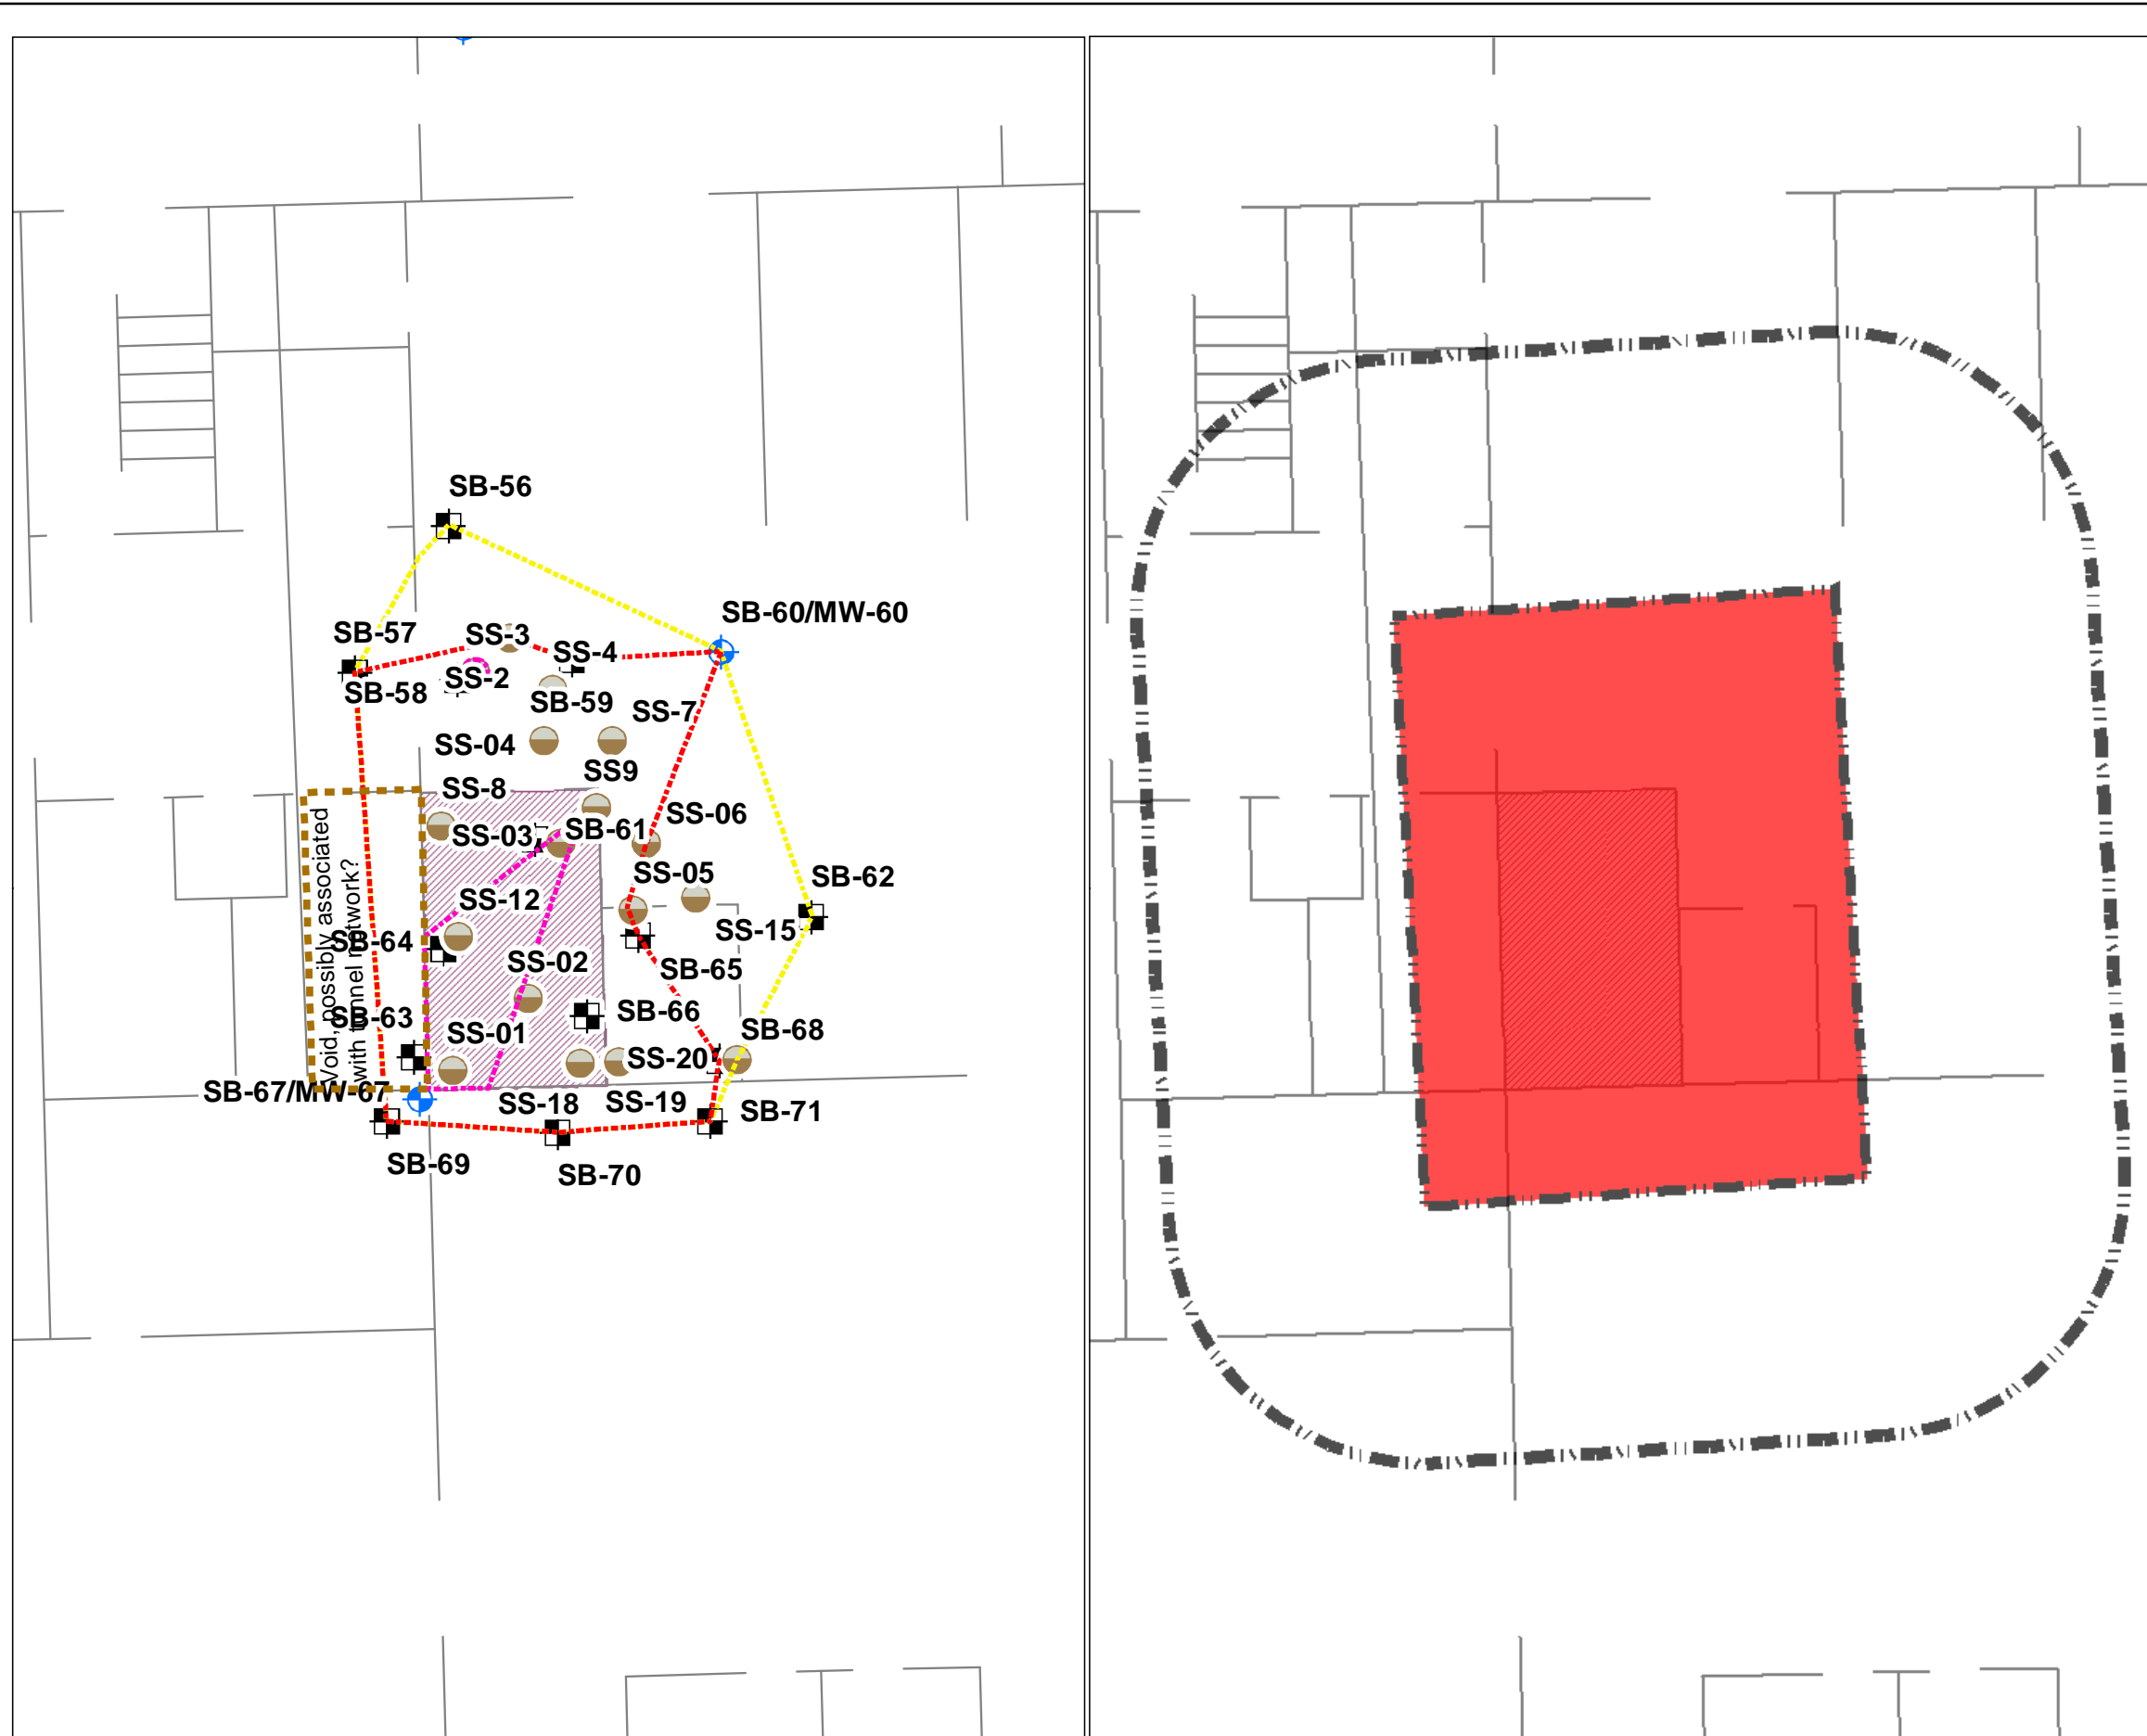 SB-56
SB-60/MW-60
SB-57
SS-3
SS-4
SS-2
SB-58
SB-59
SS-7
SS-04
SS9
SS-8
SS-06
SS-03
SB-61
SS-05
SB-62
SS-12
SS-15
SB-64
SS-02
SB-65
Void, possibly associated
with tunnel network?
SB-63
SB-66
SS-01
SB-68
SS-20
SB-67/MW-67
SS-18
SS-19
SB-71
SB-69
SB-70